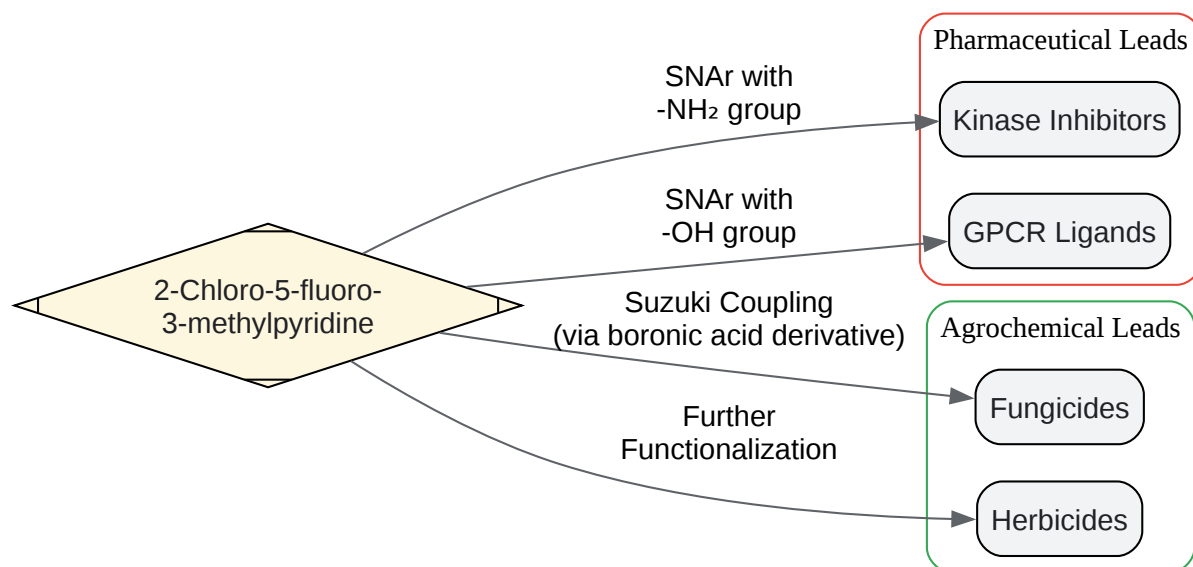 Pharmaceutical Leads
SNAr with
-NH₂ group
Kinase Inhibitors
SNAr with
-OH group
GPCR Ligands
2-Chloro-5-fluoro-
3-methylpyridine
Suzuki Coupling
(via boronic acid derivative)
Agrochemical Leads
Fungicides
Further
Functionalization
Herbicides